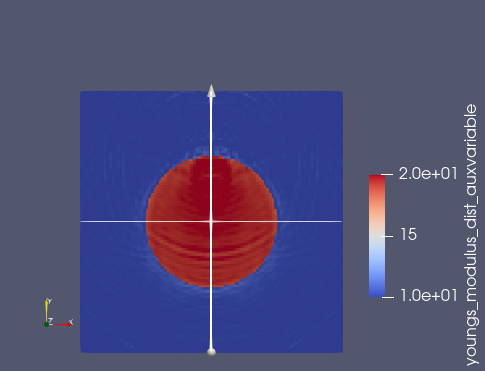 2.0e+01
15
1.0e+01
youngs_modulus_dist_auxvariable
Y
Z
X